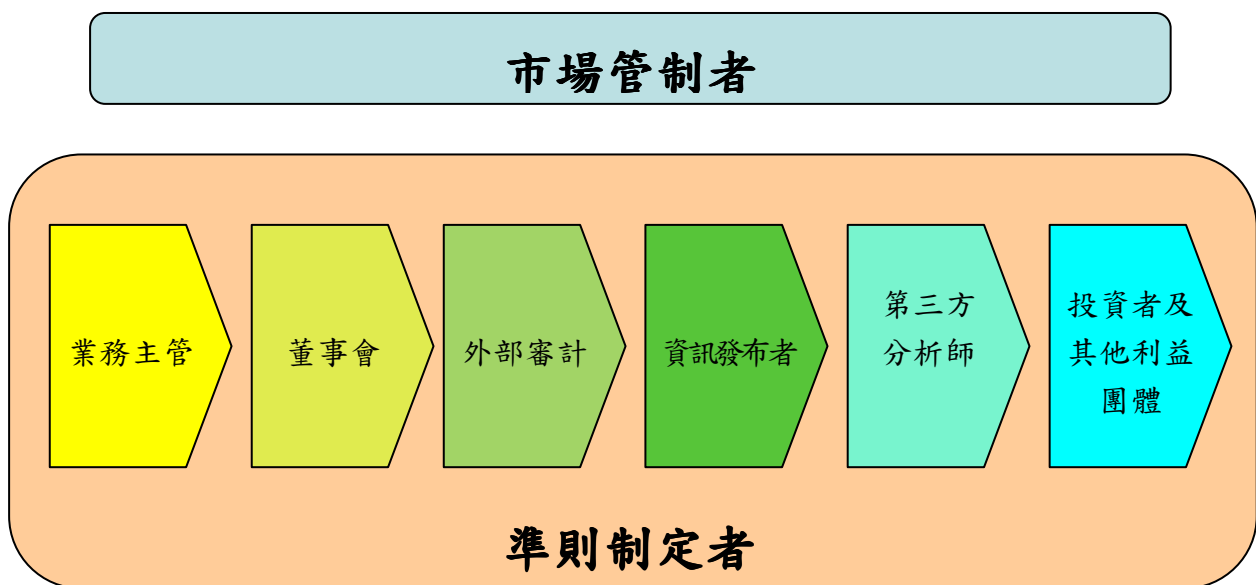 市場管制者
業務主管
董事會
外部審計
資訊發布者
第三方
分析師
投資者及
其他利益
團體
準則制定者